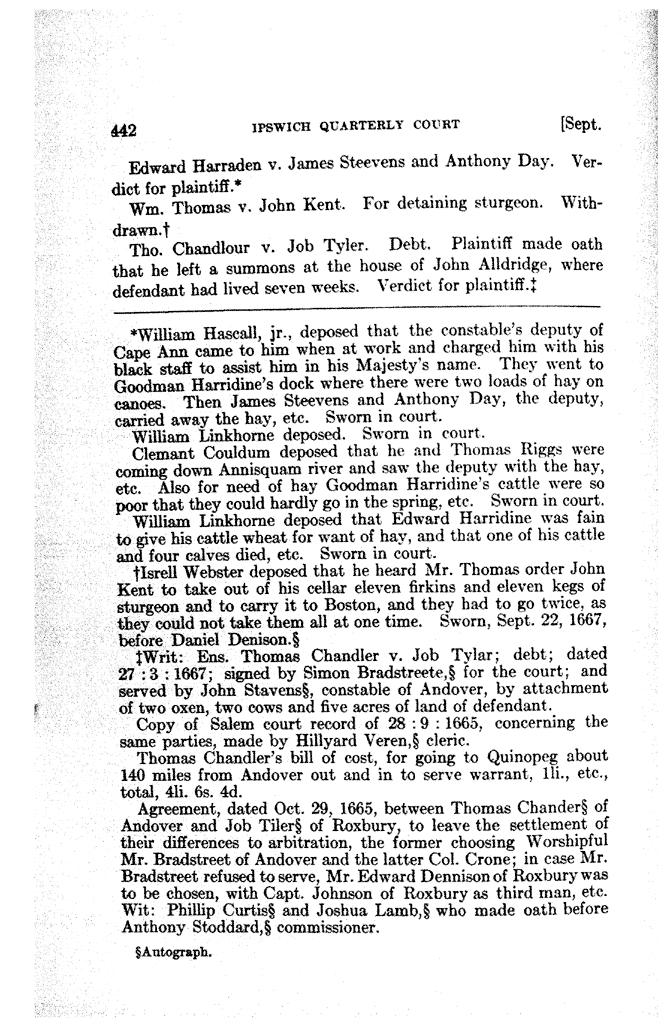 442 IPSWICH QUARTERLY COURT [Sept.
Edward Harraden v. James Steevens and Anthony Day. Ver-
dict for plaintiff.*
Wm. Thomas v. John Kent. For detaining sturgeon. With-
drawn.†
Tho. Chandlour v. Job Tyler. Debt. Plaintiff made oath
that he left a summons at the house of John Alldridge, where
defendant had lived seven weeks. Verdict for plaintiff.‡
*William Hascall, jr., deposed that the constable's deputy of
Cape Ann came to him when at work and charged him with his
black staff to assist him in his Majesty's name. They went to
Goodman Harridine's dock where there were two loads of hay on
canoes. Then James Steevens and Anthony Day, the deputy,
carried away the hay, etc. Sworn in court.
William Linkhorne deposed. Sworn in court.
Clemant Couldum deposed that he and Thomas Riggs were
coming down Annisquam river and saw the deputy with the hay,
etc. Also for need of hay Goodman Harridine's cattle were so
poor that they could hardly go in the spring, etc. Sworn in court.
William Linkhorne deposed that Edward Harridine was fain
to give his cattle wheat for want of hay, and that one of his cattle
and four calves died, etc. Sworn in court.
†Isrell Webster deposed that he heard Mr. Thomas order John
Kent to take out of his cellar eleven firkins and eleven kegs of
sturgeon and to carry it to Boston, and they had to go twice, as
they could not take them all at one time. Sworn, Sept. 22, 1667,
before Daniel Denison.§
‡Writ: Ens. Thomas Chandler v. Job Tylar; debt; dated
27 : 3 : 1667; signed by Simon Bradstreete,§ for the court; and
served by John Stavens§, constable of Andover, by attachment
of two oxen, two cows and five acres of land of defendant.
Copy of Salem court record of 28 : 9 : 1665, concerning the
same parties, made by Hillyard Veren,§ cleric.
Thomas Chandler's bill of cost, for going to Quinopeg about
140 miles from Andover out and in to serve warrant, 1li., etc.,
total, 4li. 6s. 4d.
Agreement, dated Oct. 29, 1665, between Thomas Chander§ of
Andover and Job Tiler§ of Roxbury, to leave the settlement of
their differences to arbitration, the former choosing Worshipful
Mr. Bradstreet of Andover and the latter Col. Crone; in case Mr.
Bradstreet refused to serve, Mr. Edward Dennison of Roxbury was
to be chosen, with Capt. Johnson of Roxbury as third man, etc.
Wit: Phillip Curtis§ and Joshua Lamb,§ who made oath before
Anthony Stoddard,§ commissioner.
§Autograph.